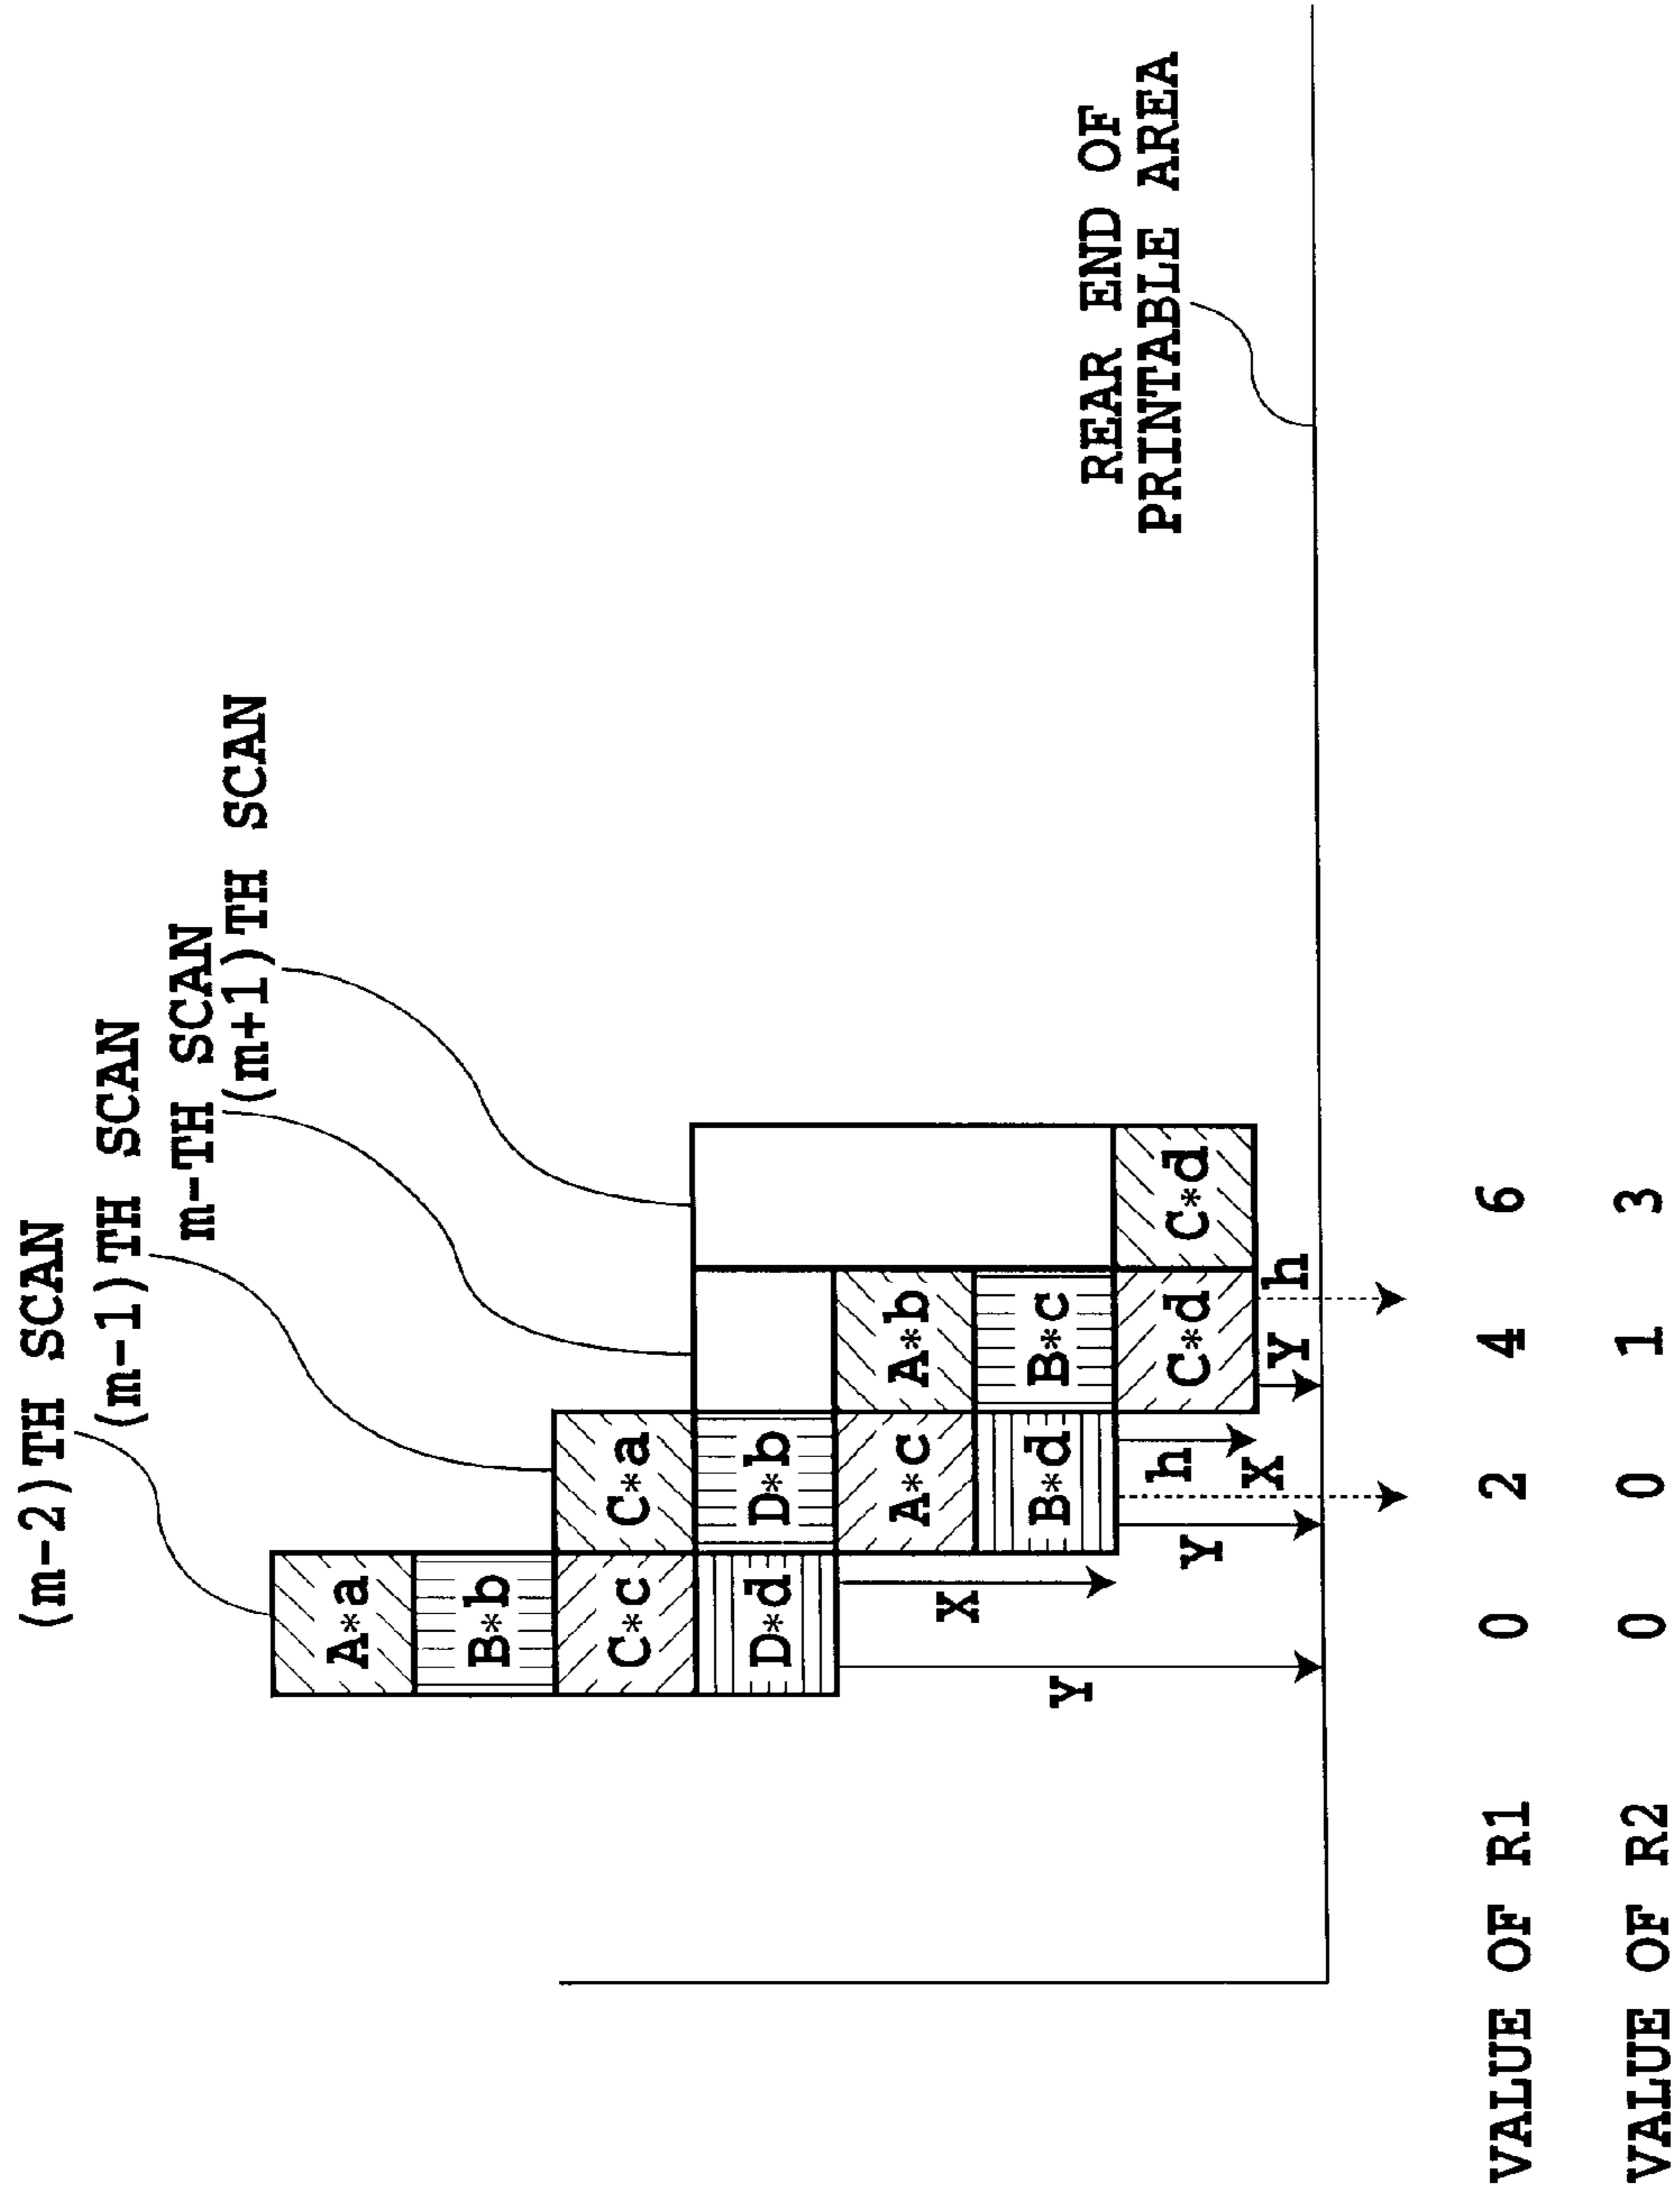 (m-2)TH SCAN
(m-1)TH SCAN
m-TH SCAN
(m+1)TH SCAN
A*a
B*b
C*c
D*d
C*a
D*b
A*c
B*d
A*b
B*c
C*d
C*d
X
Y
h
X
Y
Y
h
REAR END OF
PRINTABLE AREA
VALUE OF R1 0 2 4 6
VALUE OF R2 0 0 1 3